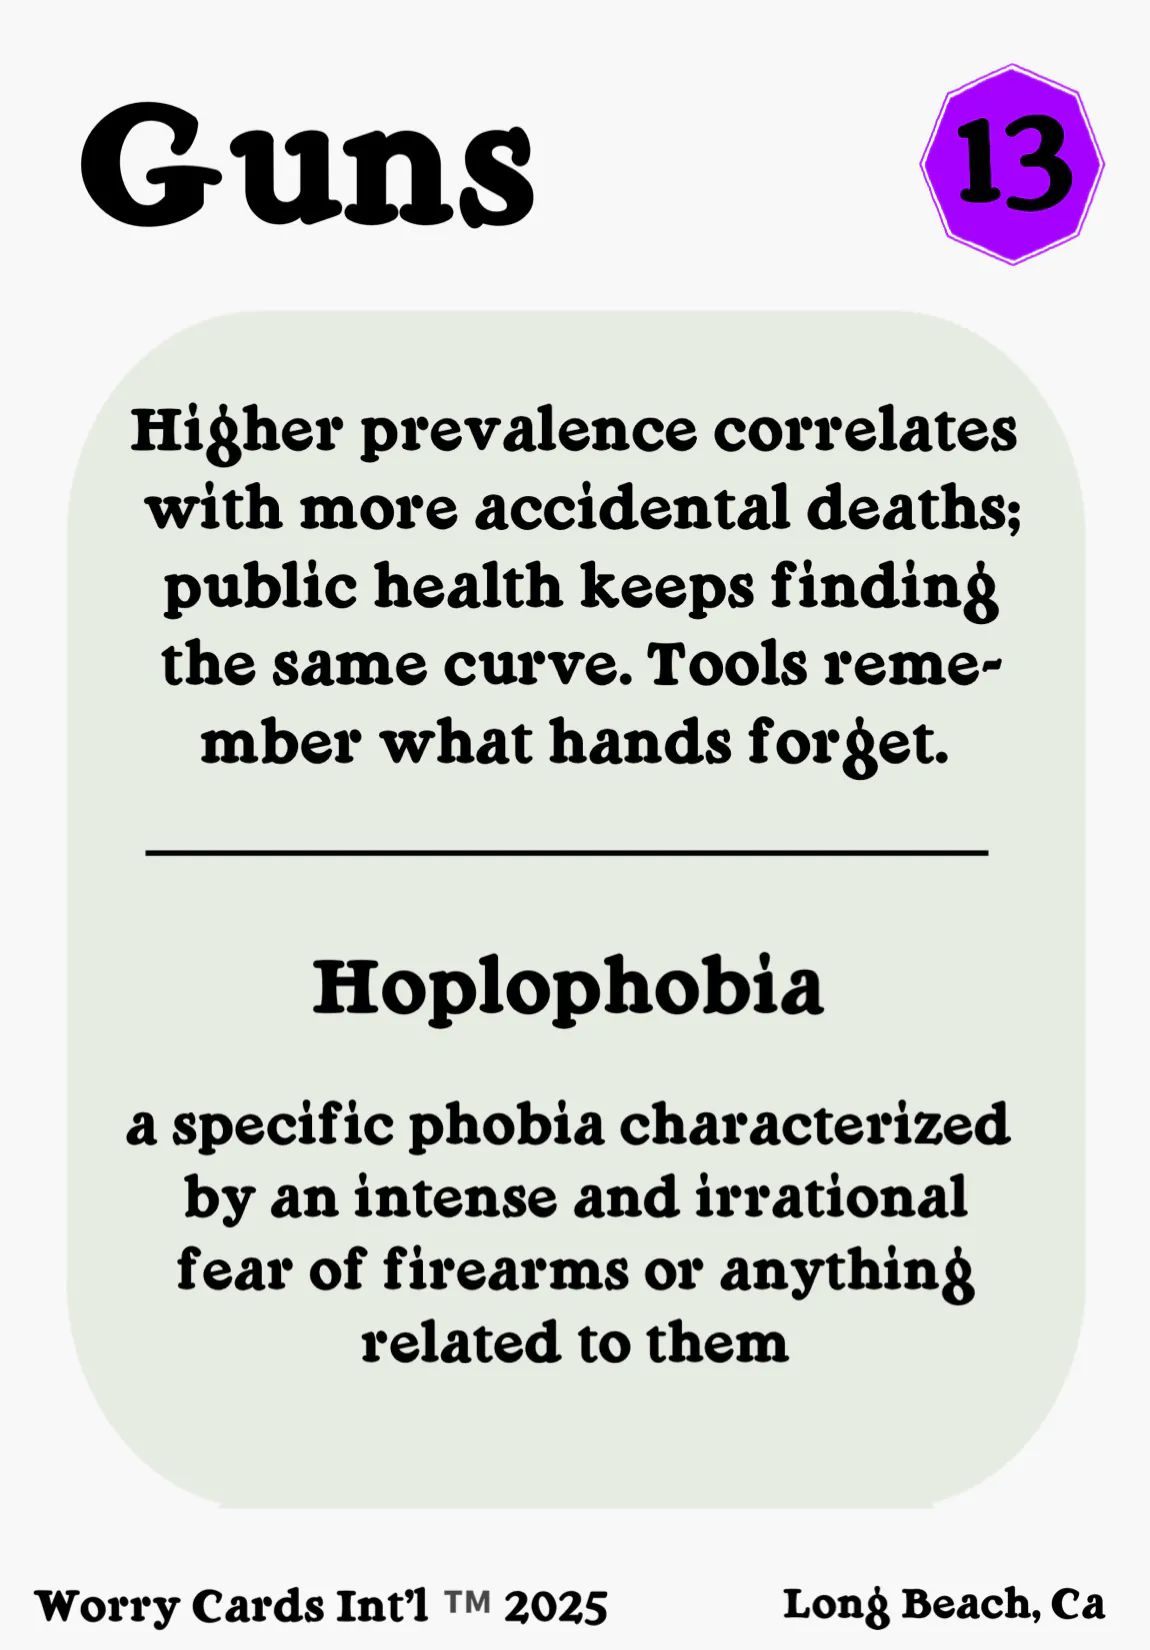 Guns
13
Higher prevalence correlates
with more accidental deaths;
public health keeps finding
the same curve. Tools reme-
mber what hands forget.
Hoplophobia
a specific phobia characterized
by an intense and irrational
fear of firearms or anything
related to them
Worry Cards Int'l ™ 2025
Long Beach, Ca